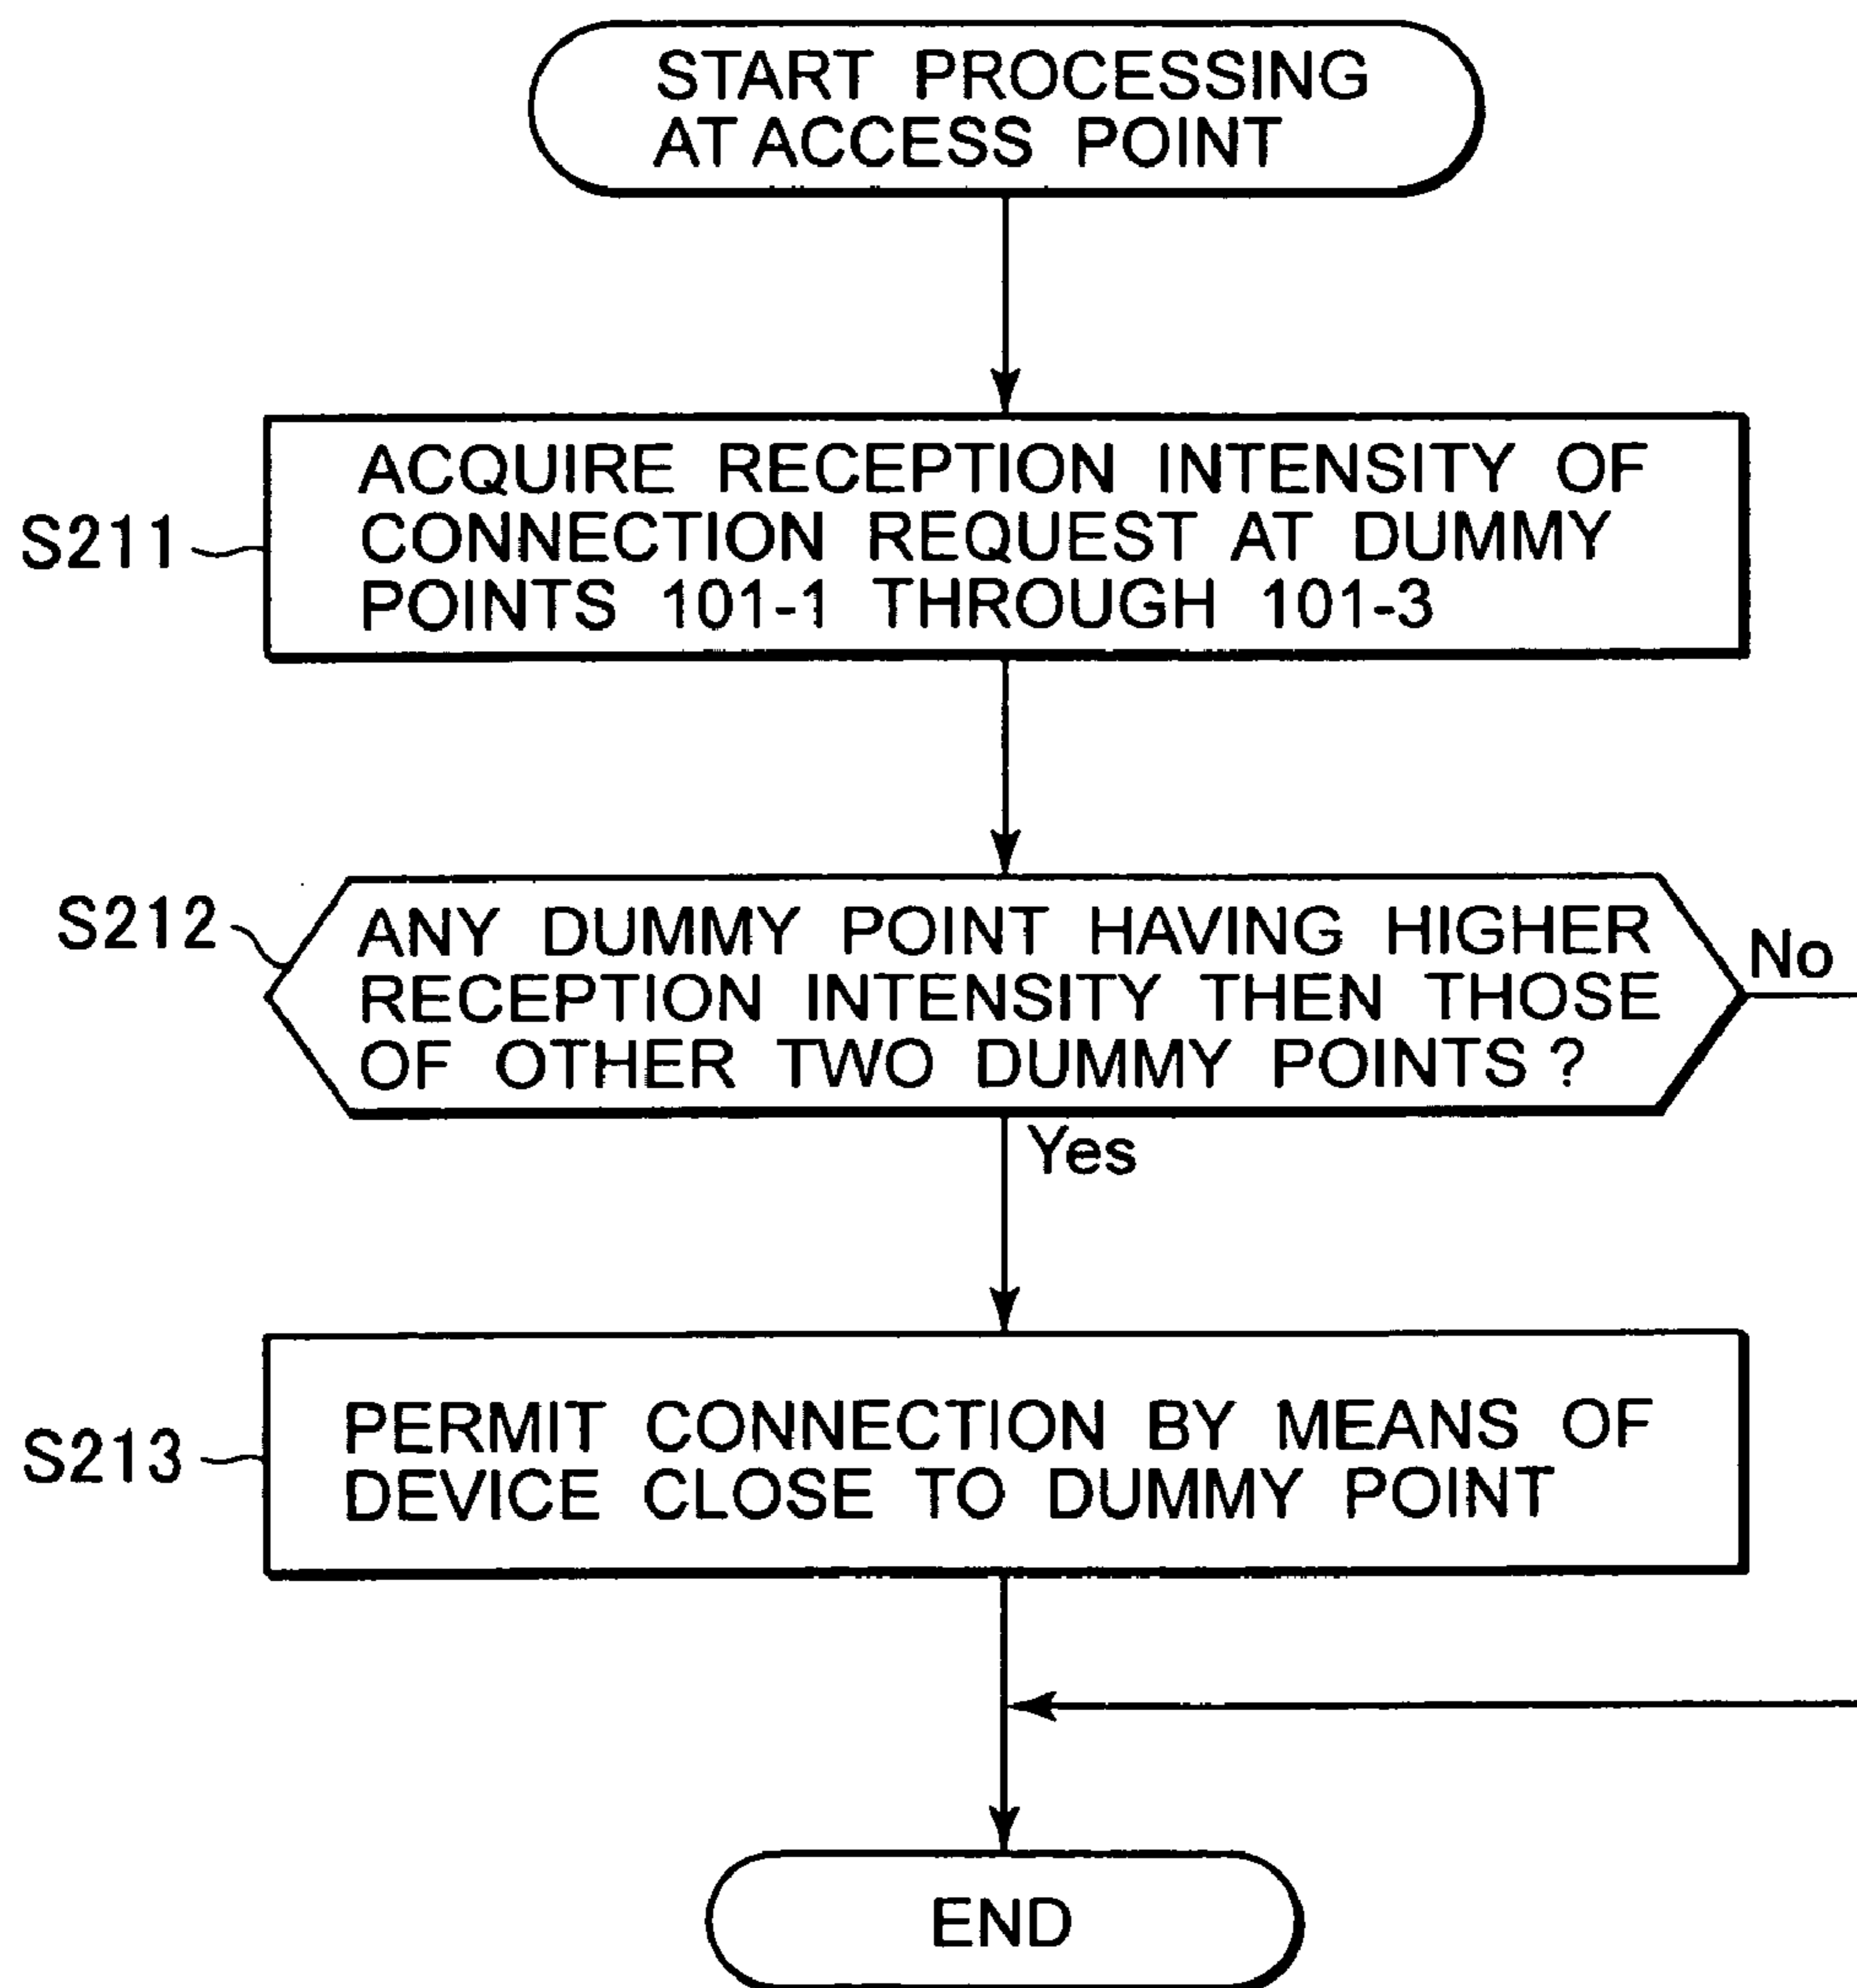 START PROCESSING
AT ACCESS POINT
S211
ACQUIRE RECEPTION INTENSITY OF
CONNECTION REQUEST AT DUMMY
POINTS 101-1 THROUGH 101-3
S212
ANY DUMMY POINT HAVING HIGHER
RECEPTION INTENSITY THEN THOSE
OF OTHER TWO DUMMY POINTS ?
No
Yes
S213
PERMIT CONNECTION BY MEANS OF
DEVICE CLOSE TO DUMMY POINT
END